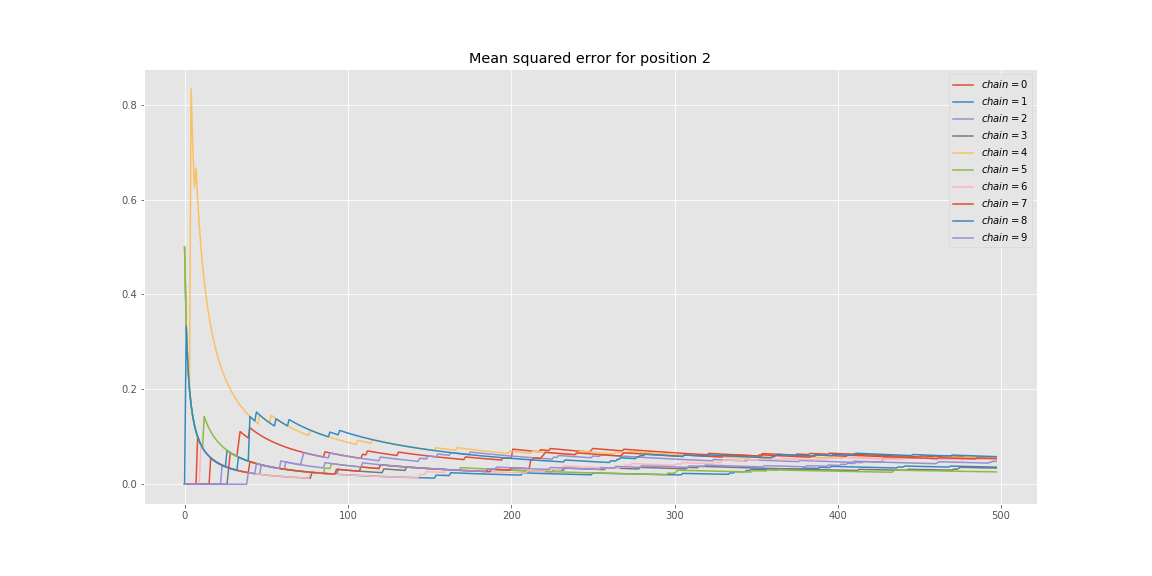 Mean squared error for position 2
0.8
0.6
0.4
0.2
0.0
0
100
200
300
400
500
chain = 0
chain = 1
chain = 2
chain = 3
chain = 4
chain = 5
chain = 6
chain = 7
chain = 8
chain = 9